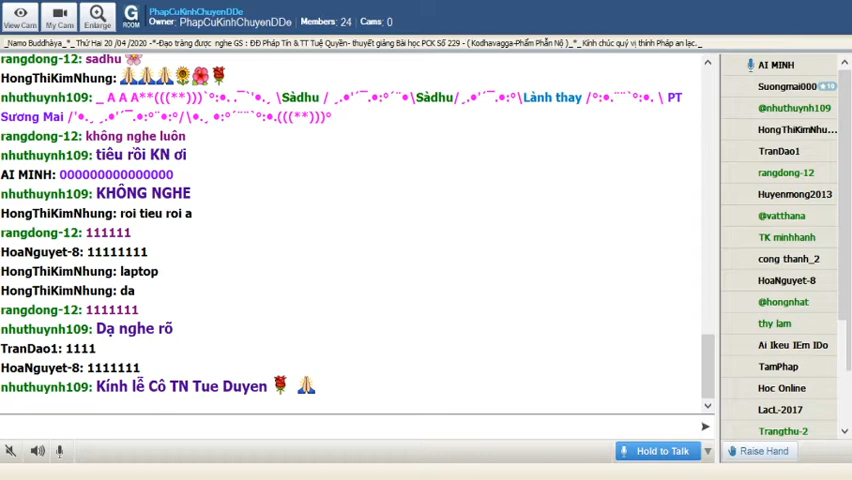 View Cam
My Cam
Enlarge
G
ROOM
PhapCuKinhChuyenDDe
Owner: PhapCuKinhChuyenDDe Members: 24 Cams: 0
_Namo Buddhàya_*_ Thứ Hai 20 /04 /2020 -*-Đạo tràng được nghe GS : ĐĐ Pháp Tín & TT Tuệ Quyền- thuyết giảng Bài học PCK Số 229 - ( Kodhavagga-Phẩm Phẫn Nộ )_*_ Kính chúc quý vị thính Pháp an lạc._
rangdong-12: sadhu 🌸
HongThiKimNhung: 🙏🙏🙏🌻🌺🌹
nhuthuynh109: _ A A A**(((**)))`°:•. .¯`'•.¸ \Sàdhu / ¸.•'´¯.•:°´¨•\Sàdhu/¸.•'´¯.•:°\Lành thay /°:•.¨¨`°:•. \ PT
Sương Mai /'•.¸ ¸.•'´¯.•:°¨•:°/\•.¸ •:°´¨¨`°:•.(((**)))°
rangdong-12: không nghe luôn
nhuthuynh109: tiêu rồi KN ơi
AI MINH: 000000000000000
nhuthuynh109: KHÔNG NGHE
HongThiKimNhung: roi tieu roi a
rangdong-12: 111111
HoaNguyet-8: 11111111
HongThiKimNhung: laptop
HongThiKimNhung: da
rangdong-12: 1111111
nhuthuynh109: Dạ nghe rõ
TranDao1: 1111
HoaNguyet-8: 1111111
nhuthuynh109: Kính lễ Cô TN Tue Duyen 🌹 🙏
Hold to Talk
AI MINH
Suongmai000
@nhuthuynh109
HongThiKimNhu...
TranDao1
rangdong-12
Huyenmong2013
@vatthana
TK minhhanh
cong thanh_2
HoaNguyet-8
@hongnhat
thy lam
Ai Ikeu IEm IDo
TamPhap
Hoc Online
LacL-2017
Trangthu-2
Raise Hand